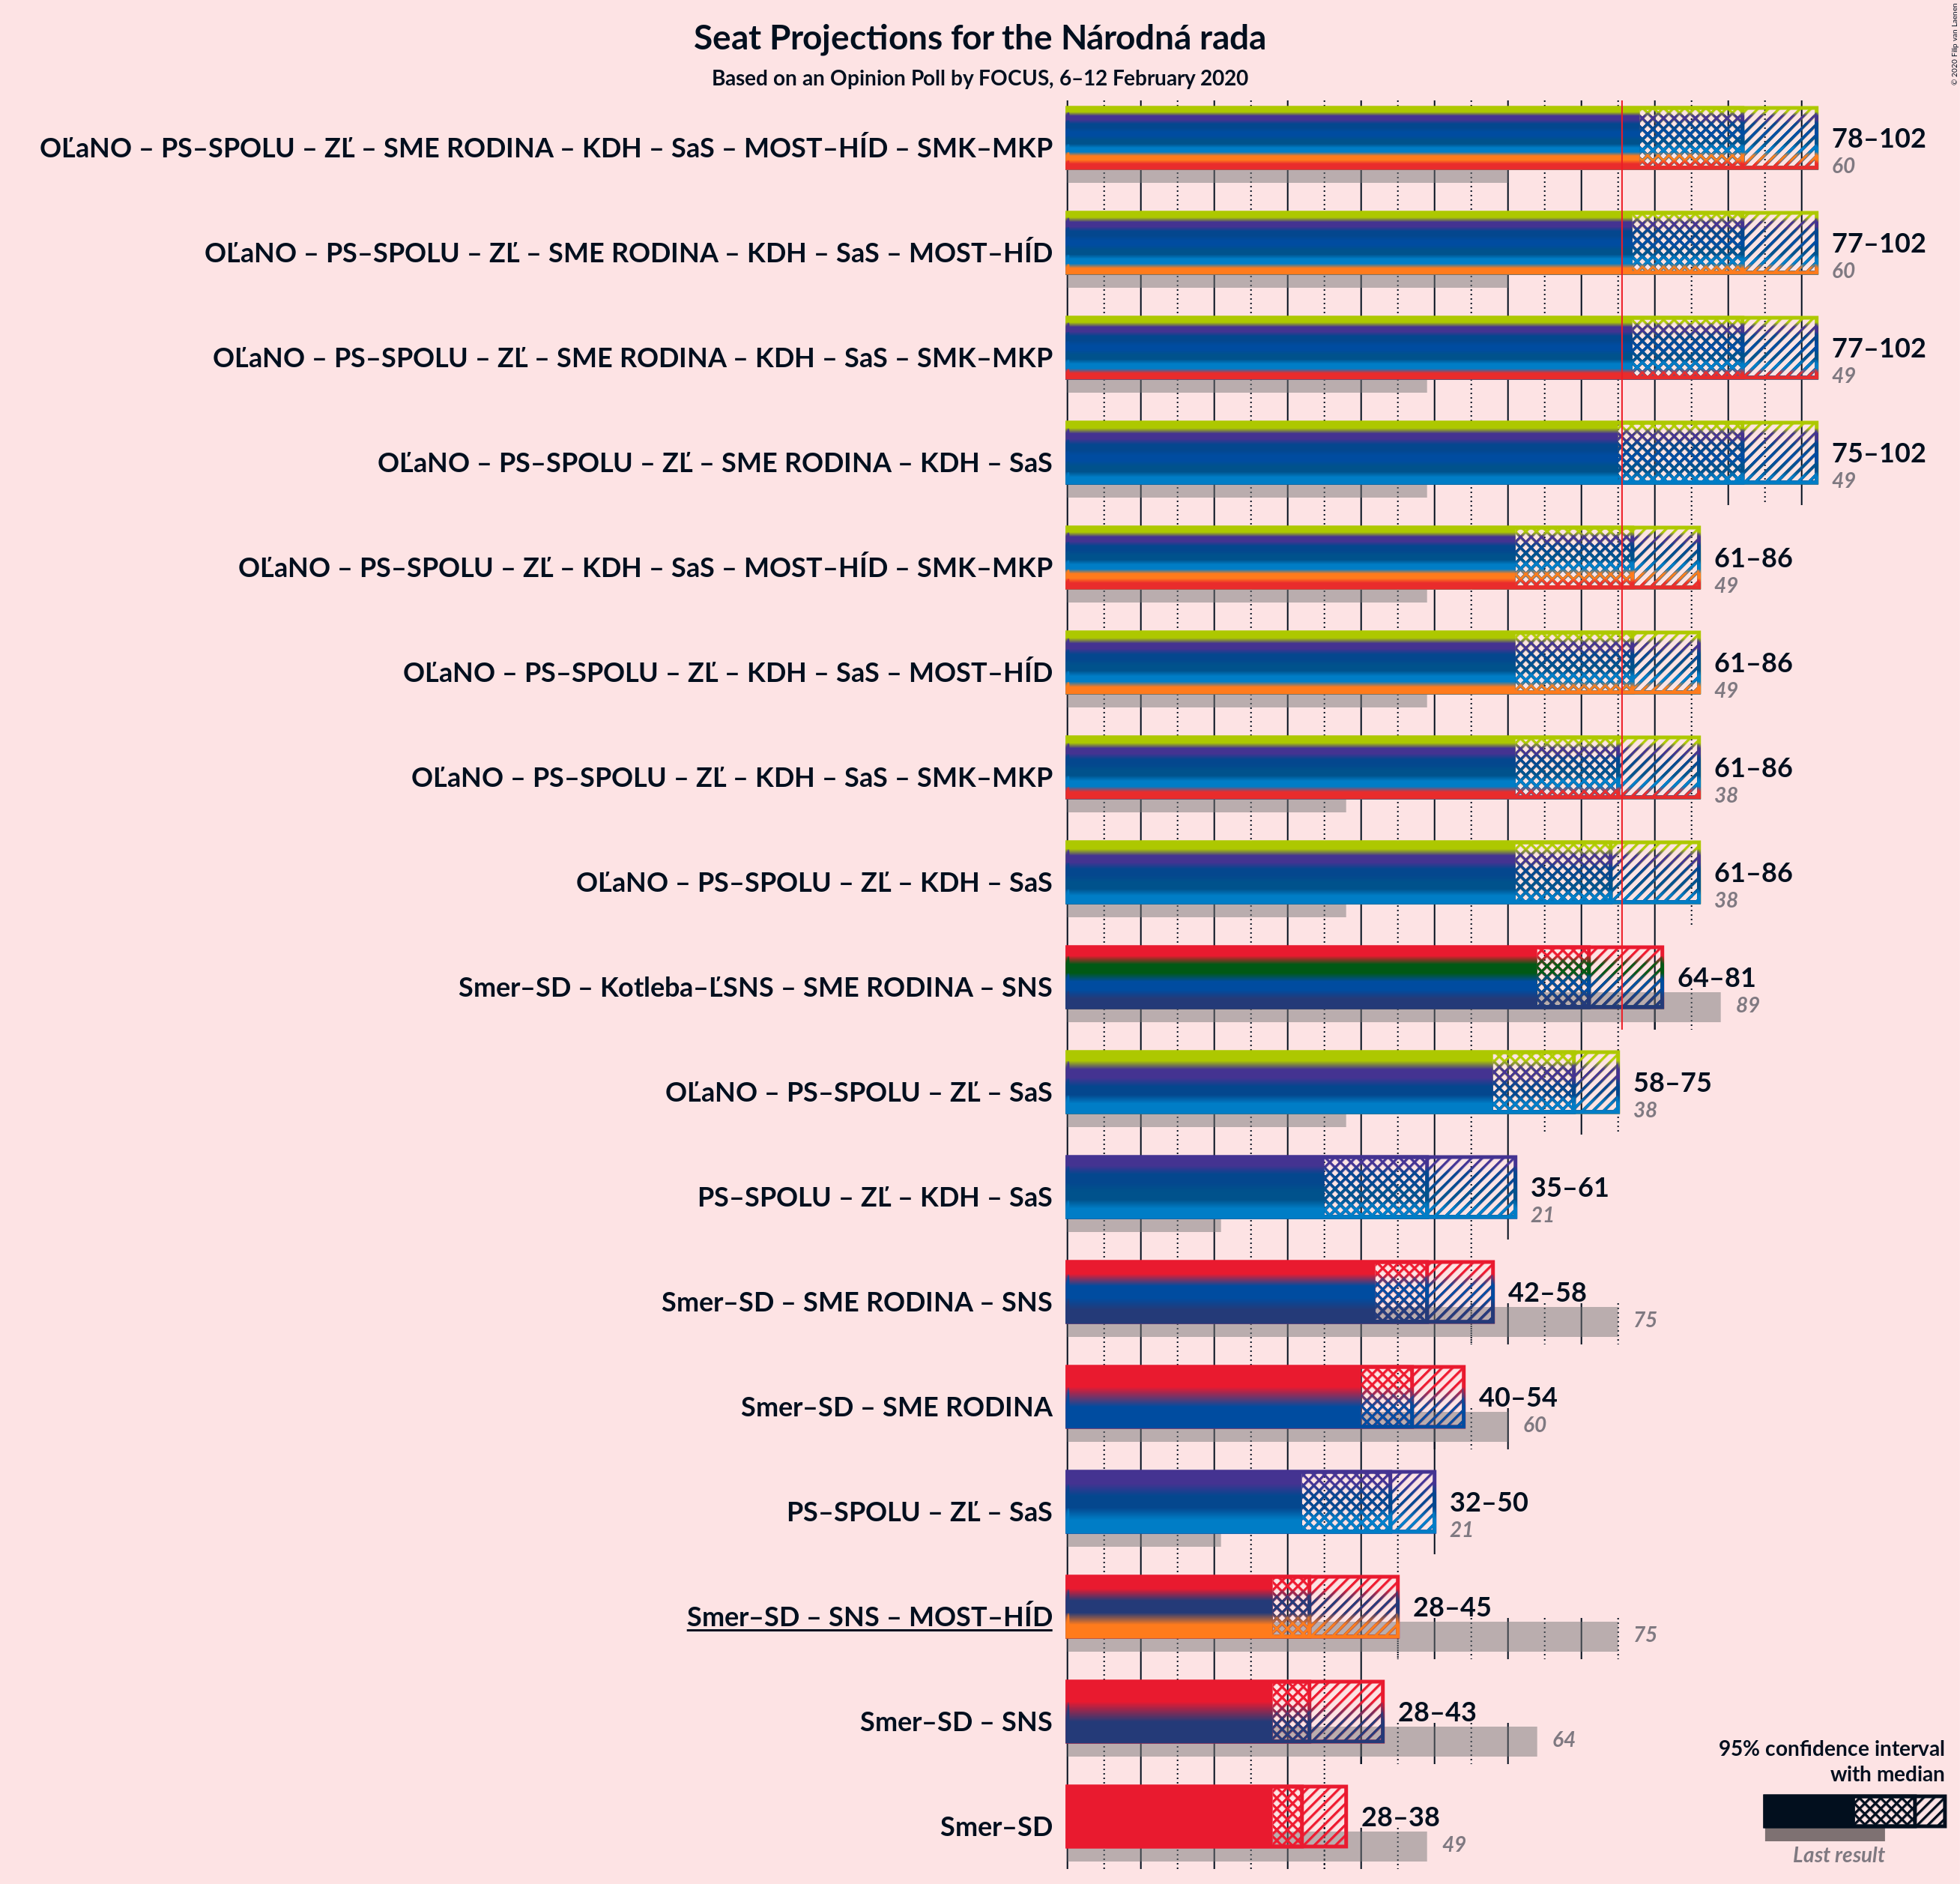 Seat Projections for the Národná rada
Based on an Opinion Poll by FOCUS, 6–12 February 2020
© 2020 Filip van Laenen
OĽaNO – PS–SPOLU – ZĽ – SME RODINA – KDH – SaS – MOST–HÍD – SMK–MKP
78–102
60
OĽaNO – PS–SPOLU – ZĽ – SME RODINA – KDH – SaS – MOST–HÍD
77–102
60
OĽaNO – PS–SPOLU – ZĽ – SME RODINA – KDH – SaS – SMK–MKP
77–102
49
OĽaNO – PS–SPOLU – ZĽ – SME RODINA – KDH – SaS
75–102
49
OĽaNO – PS–SPOLU – ZĽ – KDH – SaS – MOST–HÍD – SMK–MKP
61–86
49
OĽaNO – PS–SPOLU – ZĽ – KDH – SaS – MOST–HÍD
61–86
49
OĽaNO – PS–SPOLU – ZĽ – KDH – SaS – SMK–MKP
61–86
38
OĽaNO – PS–SPOLU – ZĽ – KDH – SaS
61–86
38
Smer–SD – Kotleba–ĽSNS – SME RODINA – SNS
64–81
89
OĽaNO – PS–SPOLU – ZĽ – SaS
58–75
38
PS–SPOLU – ZĽ – KDH – SaS
35–61
21
Smer–SD – SME RODINA – SNS
42–58
75
Smer–SD – SME RODINA
40–54
60
PS–SPOLU – ZĽ – SaS
32–50
21
Smer–SD – SNS – MOST–HÍD
28–45
75
Smer–SD – SNS
28–43
64
Smer–SD
28–38
49
95% confidence interval
with median
Last result